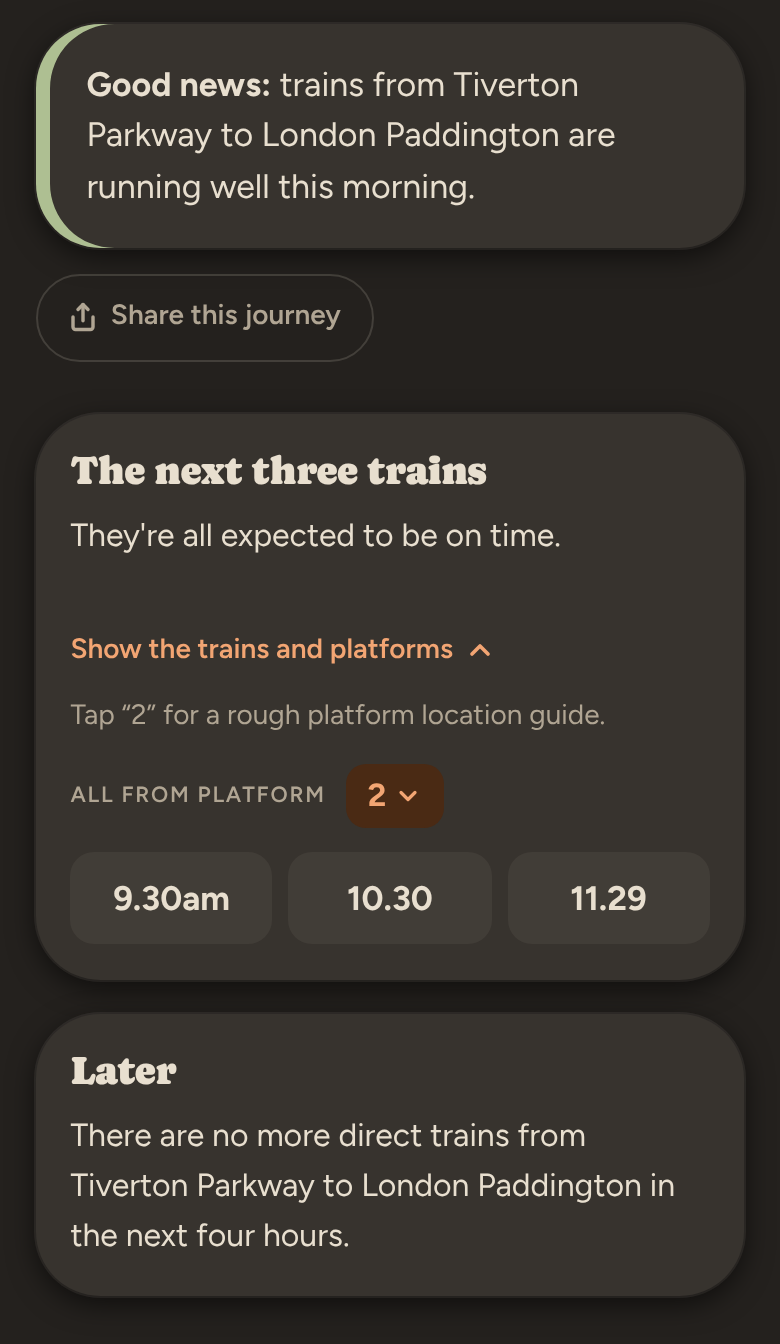 Good news: trains from Tiverton
Parkway to London Paddington are
running well this morning.
Share this journey
The next three trains
They're all expected to be on time.
Show the trains and platforms
Tap “2” for a rough platform location guide.
ALL FROM PLATFORM 2
9.30am 10.30 11.29
Later
There are no more direct trains from
Tiverton Parkway to London Paddington in
the next four hours.